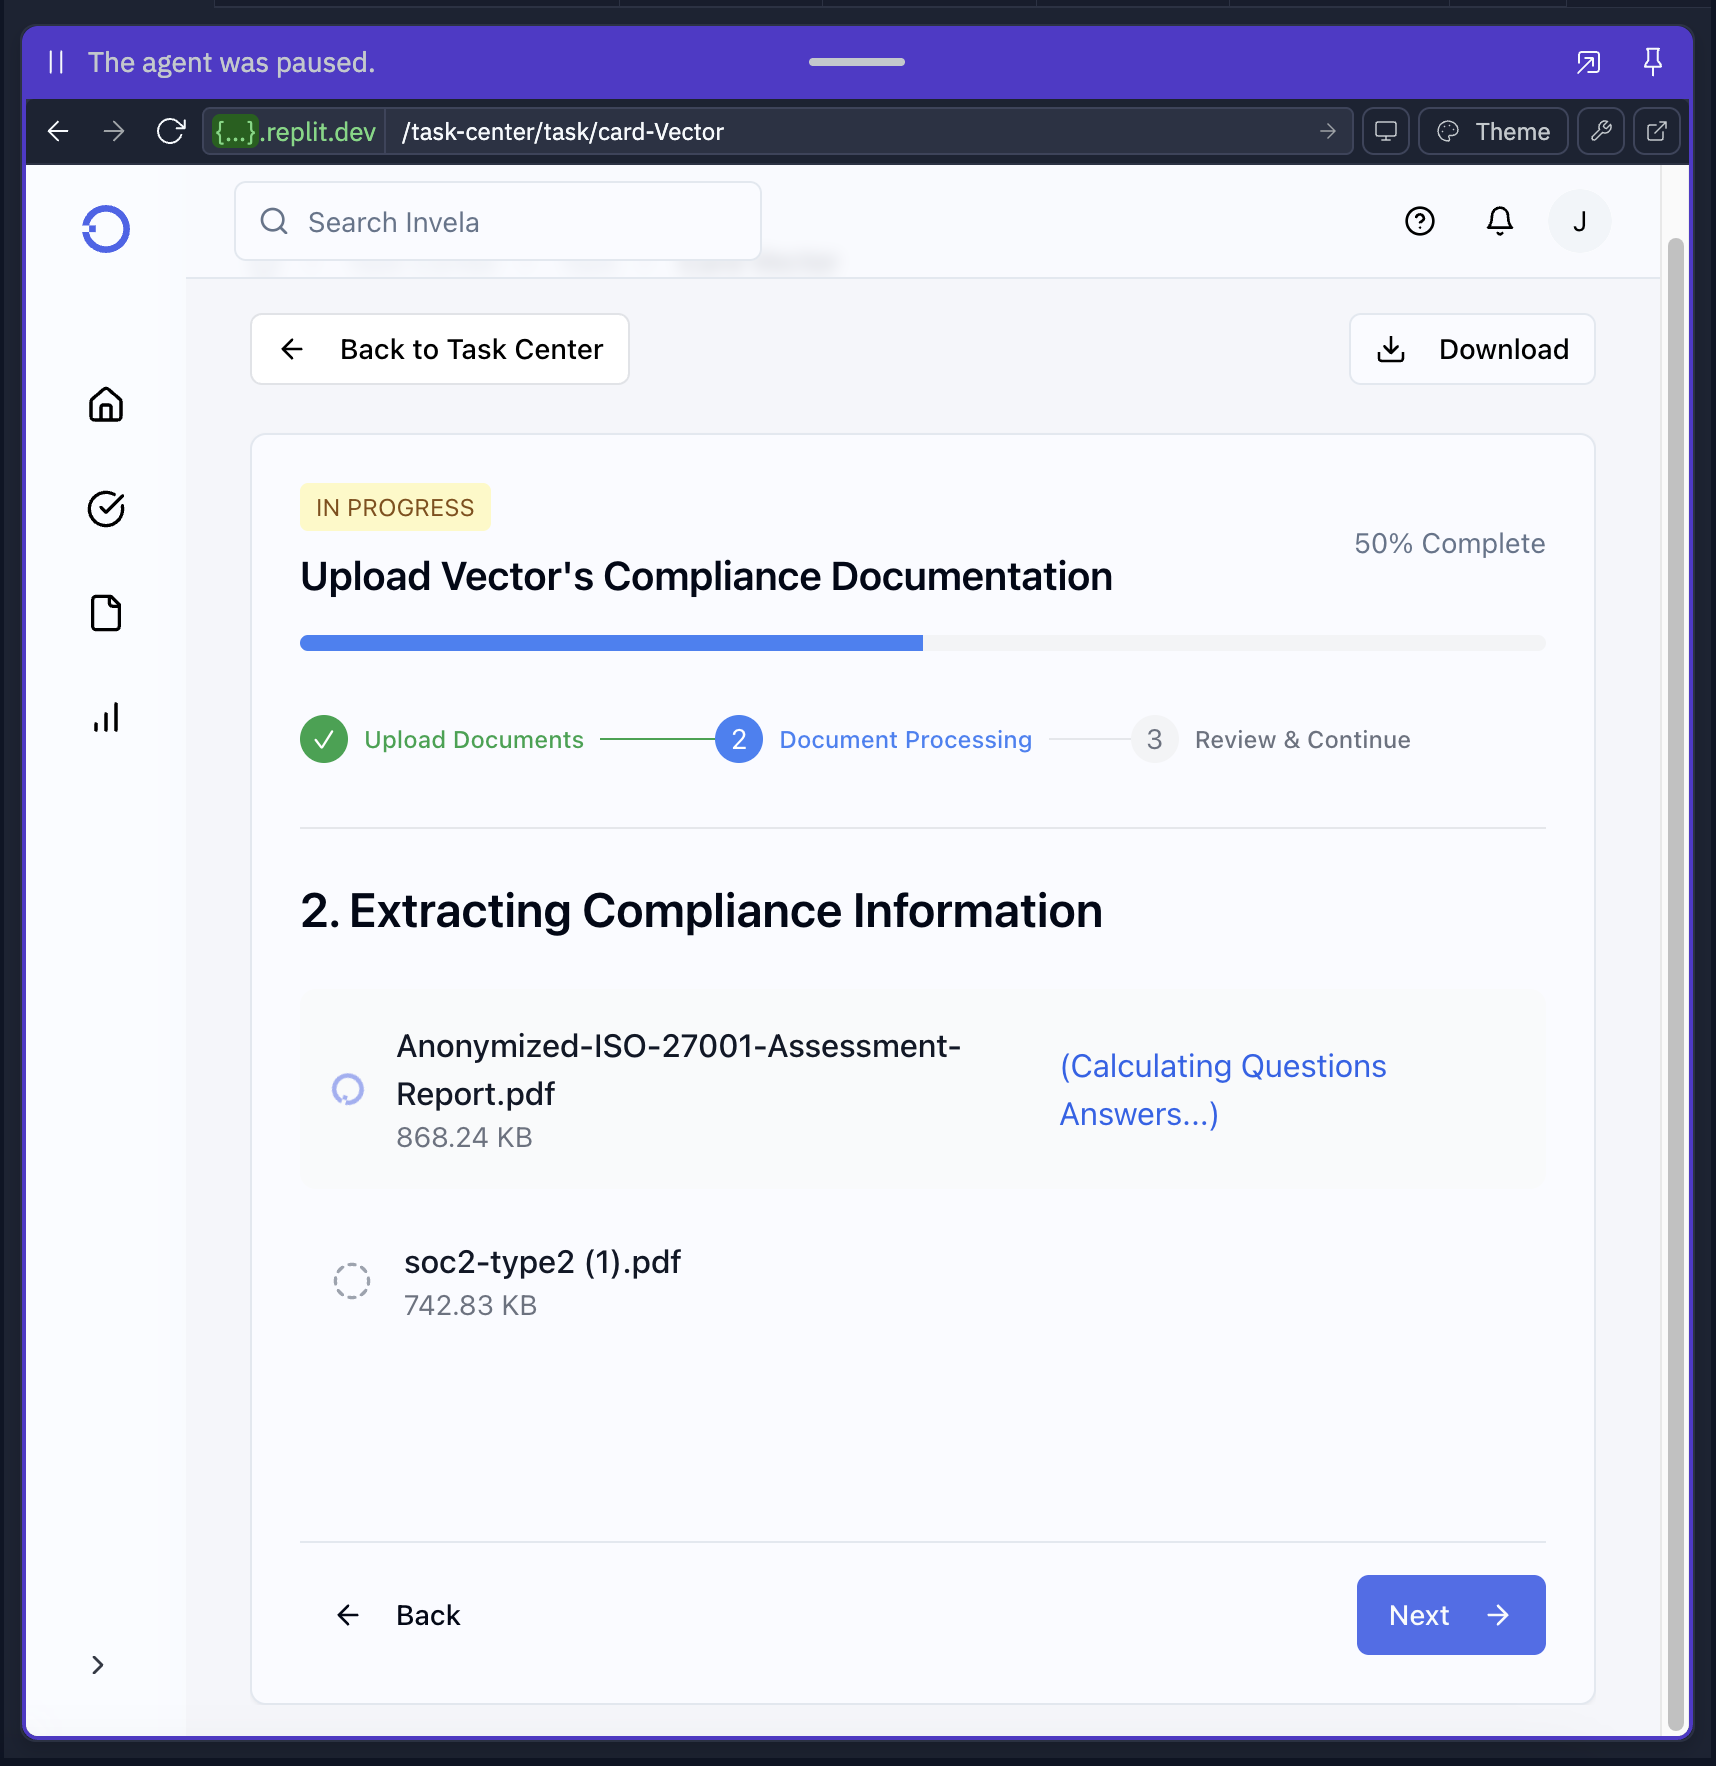 The agent was paused.
{...}.replit.dev /task-center/task/card-Vector
Theme
Search Invela
J
Back to Task Center
Download
IN PROGRESS
50% Complete
Upload Vector's Compliance Documentation
Upload Documents
2 Document Processing
3 Review & Continue
2. Extracting Compliance Information
Anonymized-ISO-27001-Assessment-
Report.pdf
868.24 KB
(Calculating Questions
Answers...)
soc2-type2 (1).pdf
742.83 KB
Back
Next